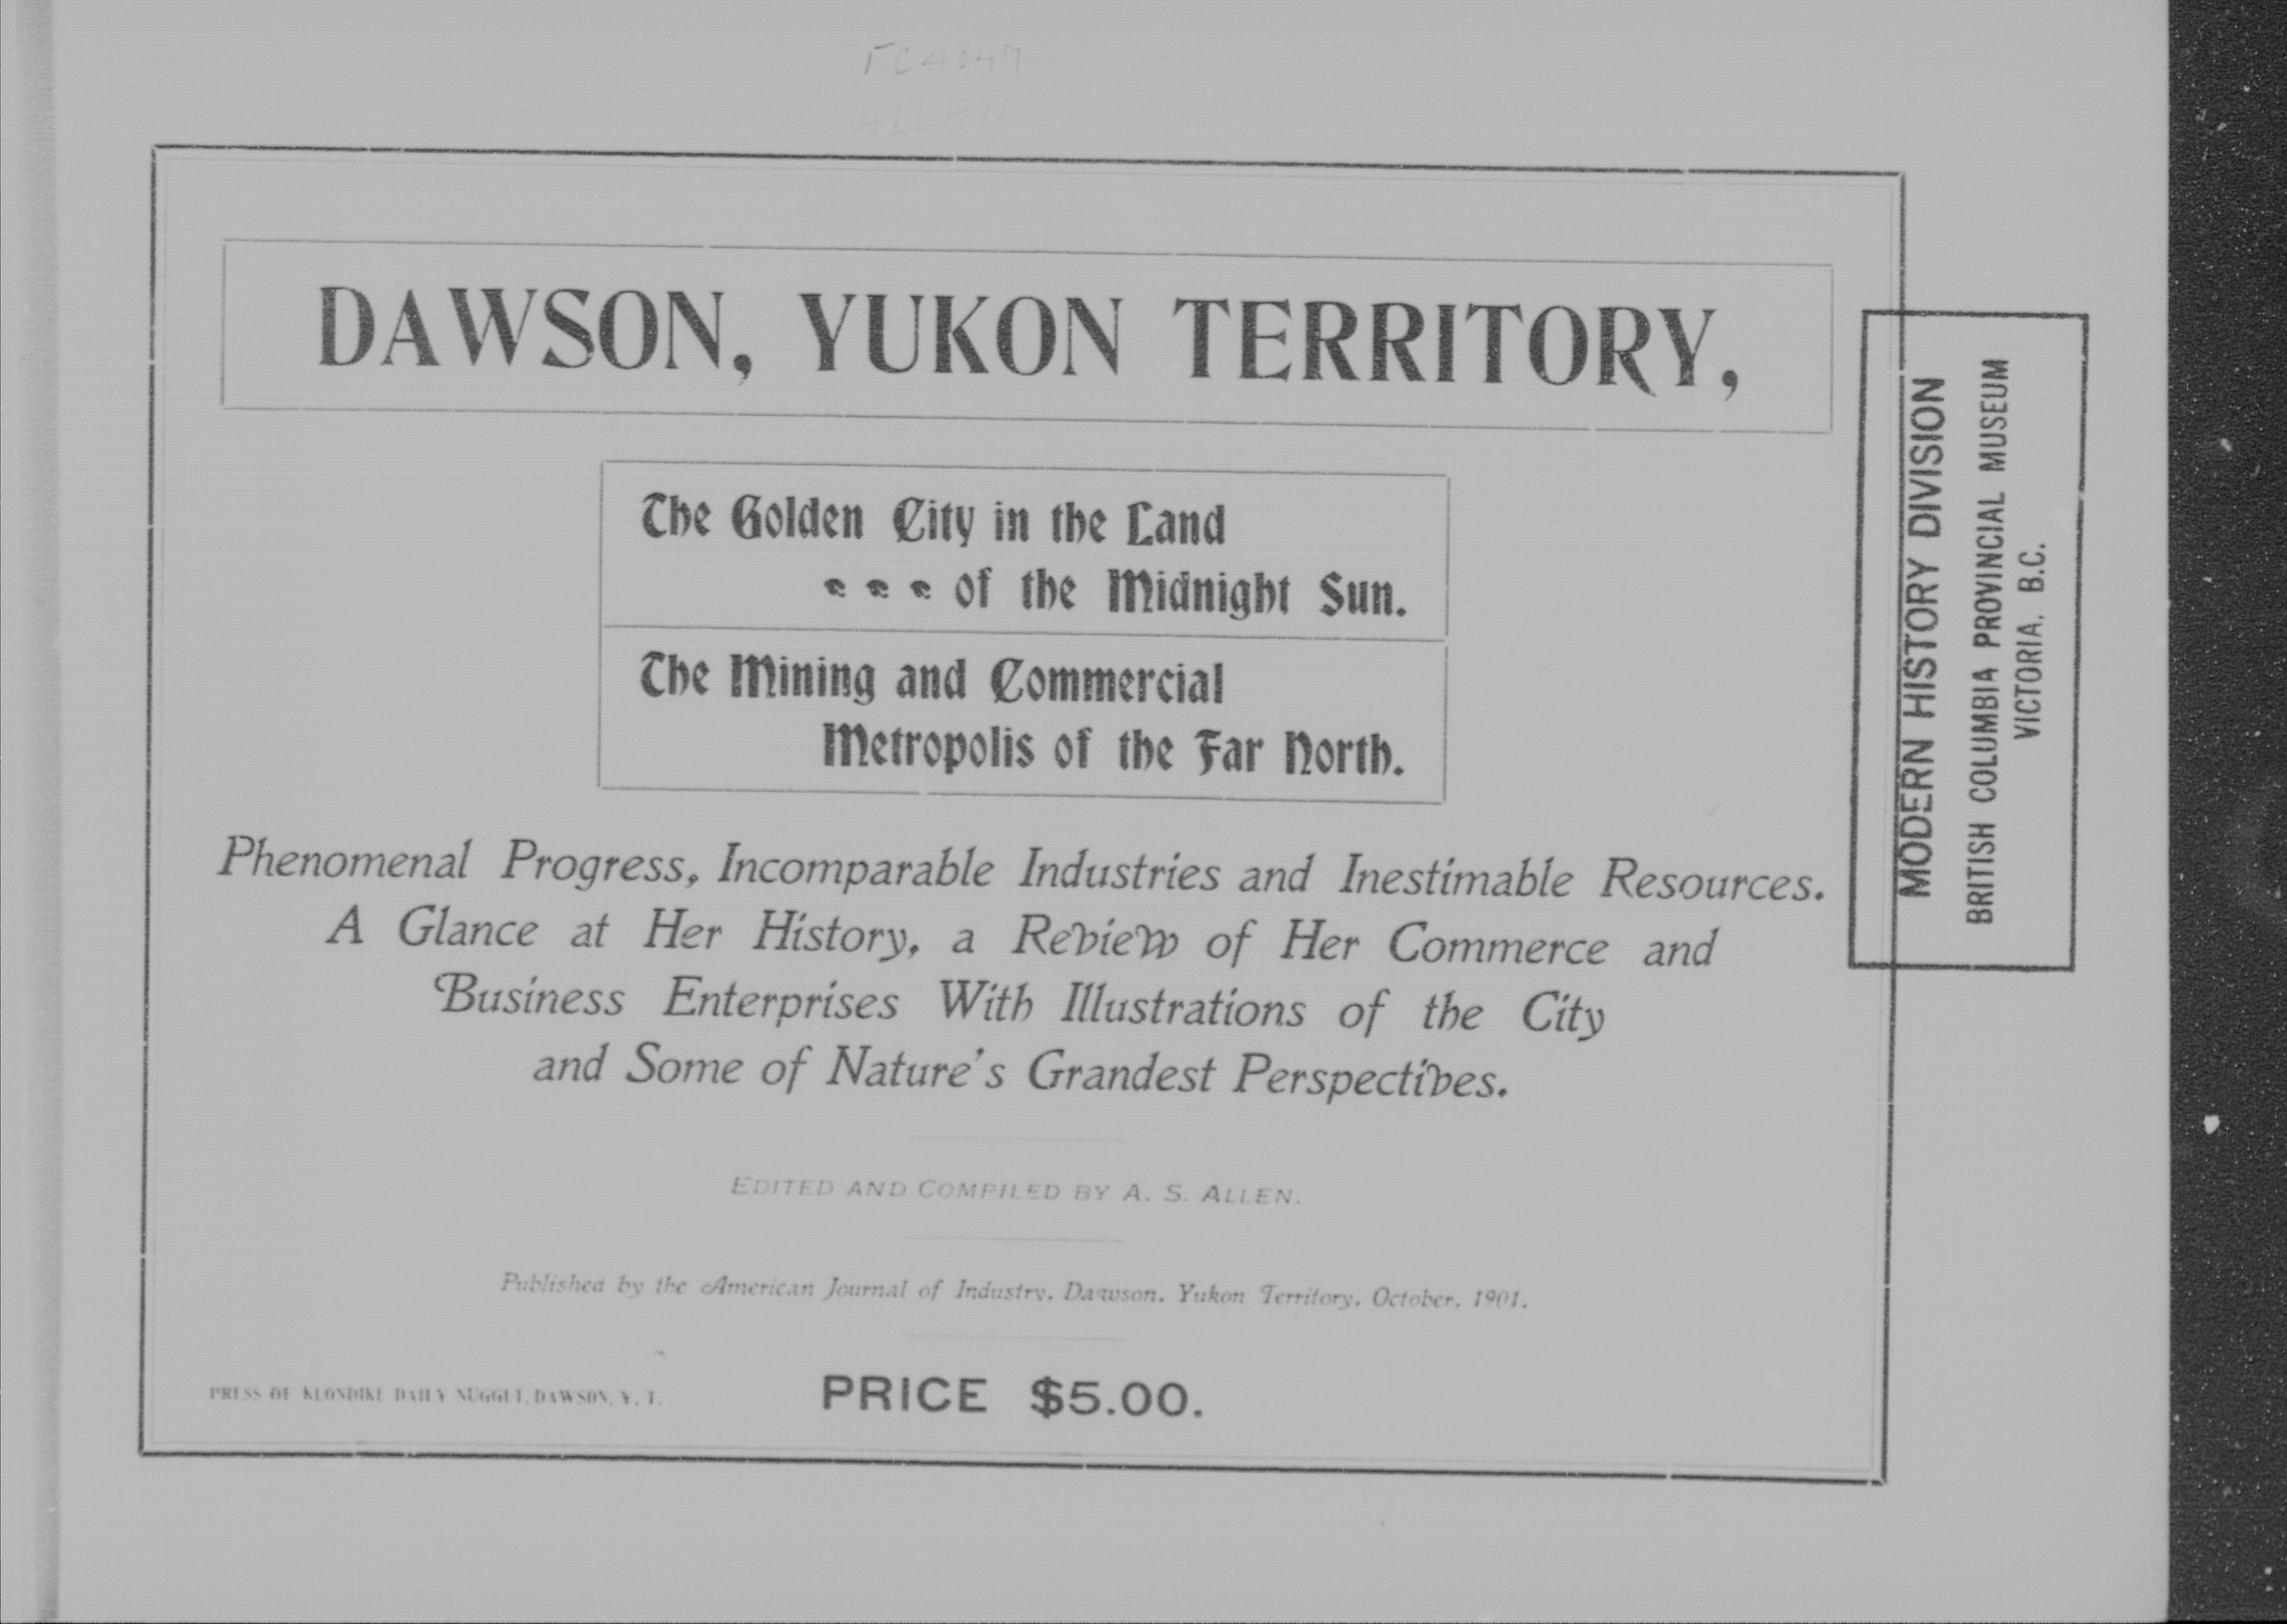 FC4047
ALLEN
DAWSON, YUKON TERRITORY,
The Golden City in the Land
of the Midnight Sun.
The Mining and Commercial
Metropolis of the Far North.
Phenomenal Progress, Incomparable Industries and Inestimable Resources.
A Glance at Her History, a Review of Her Commerce and
Business Enterprises With Illustrations of the City
and Some of Nature's Grandest Perspectives.
EDITED AND COMPILED BY A. S. ALLEN.
Published by the American Journal of Industry, Dawson, Yukon Territory, October, 1901.
PRESS OF KLONDIKE DAILY NUGGET, DAWSON, Y. T.
PRICE $5.00.
MODERN HISTORY DIVISION
BRITISH COLUMBIA PROVINCIAL MUSEUM
VICTORIA, B.C.